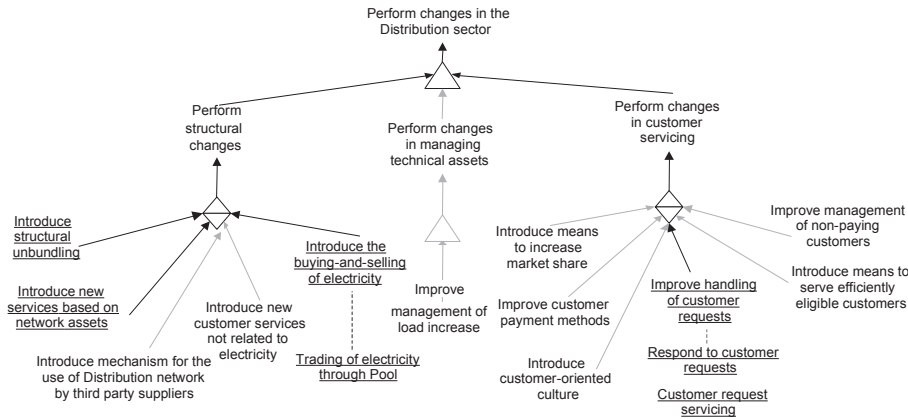 Perform changes in the
Distribution sector
Perform
structural
changes
Perform changes
in managing
technical assets
Perform changes
in customer
servicing
Introduce
structural
unbundling
Introduce new
services based on
network assets
Introduce mechanism for the
use of Distribution network
by third party suppliers
Introduce new
customer services
not related to
electricity
Introduce the
buying-and-selling
of electricity
Trading of electricity
through Pool
Improve
management of
load increase
Introduce means
to increase
market share
Improve customer
payment methods
Introduce
customer-oriented
culture
Improve handling
of customer
requests
Respond to customer
requests
Customer request
servicing
Improve management
of non-paying
customers
Introduce means to
serve efficiently
eligible customers